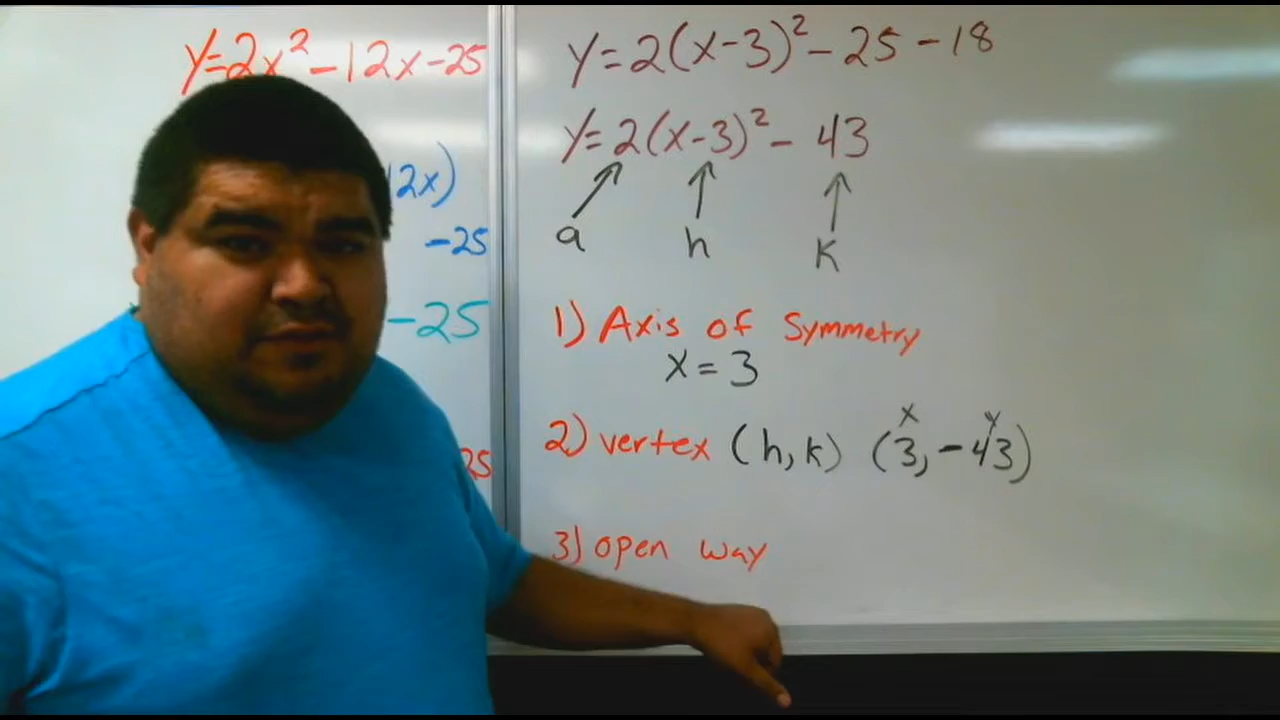 y=2x²-12x-25
12x)
-25
-25
25
y=2(x-3)²-25-18
y=2(x-3)²-43
a h k
1) Axis of Symmetry
x=3
x y
2) vertex (h,k) (3,-43)
3) open way